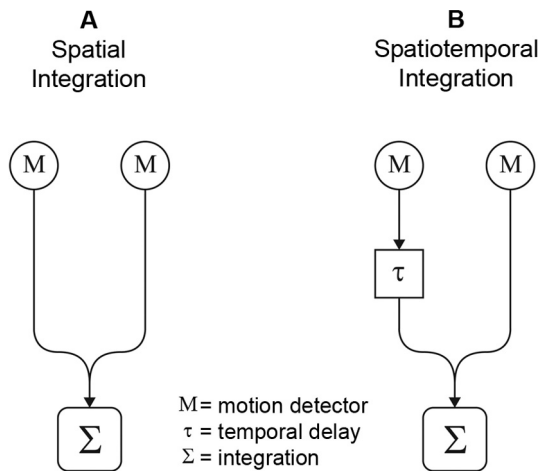 A
Spatial
Integration
B
Spatiotemporal
Integration
M
M
M
M
τ
Σ
Σ
M = motion detector
τ = temporal delay
Σ = integration